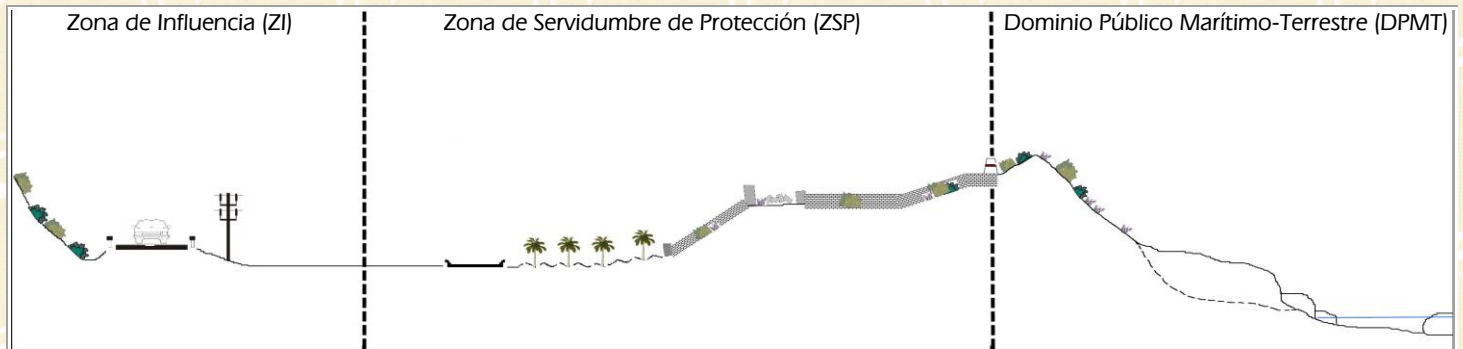 Zona de Influencia (ZI)
Zona de Servidumbre de Protección (ZSP)
Dominio Público Marítimo-Terrestre (DPMT)